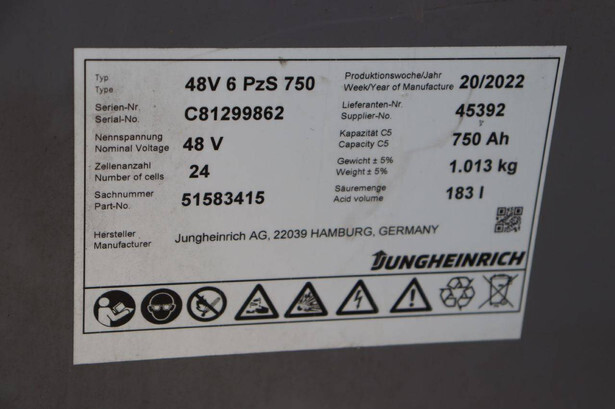 Typ
Type
48V 6 PzS 750
Produktionswoche/Jahr
Week/Year of Manufacture
20/2022
Serien-Nr.
Serial-No.
C81299862
Lieferanten-Nr.
Supplier-No.
45392
Nennspannung
Nominal Voltage
48 V
Kapazität C5
Capacity C5
750 Ah
Zellenanzahl
Number of cells
24
Gewicht ± 5%
Weight ± 5%
1.013 kg
Sachnummer
Part-No.
51583415
Säuremenge
Acid volume
183 l
Hersteller
Manufacturer
Jungheinrich AG, 22039 HAMBURG, GERMANY
JUNGHEINRICH